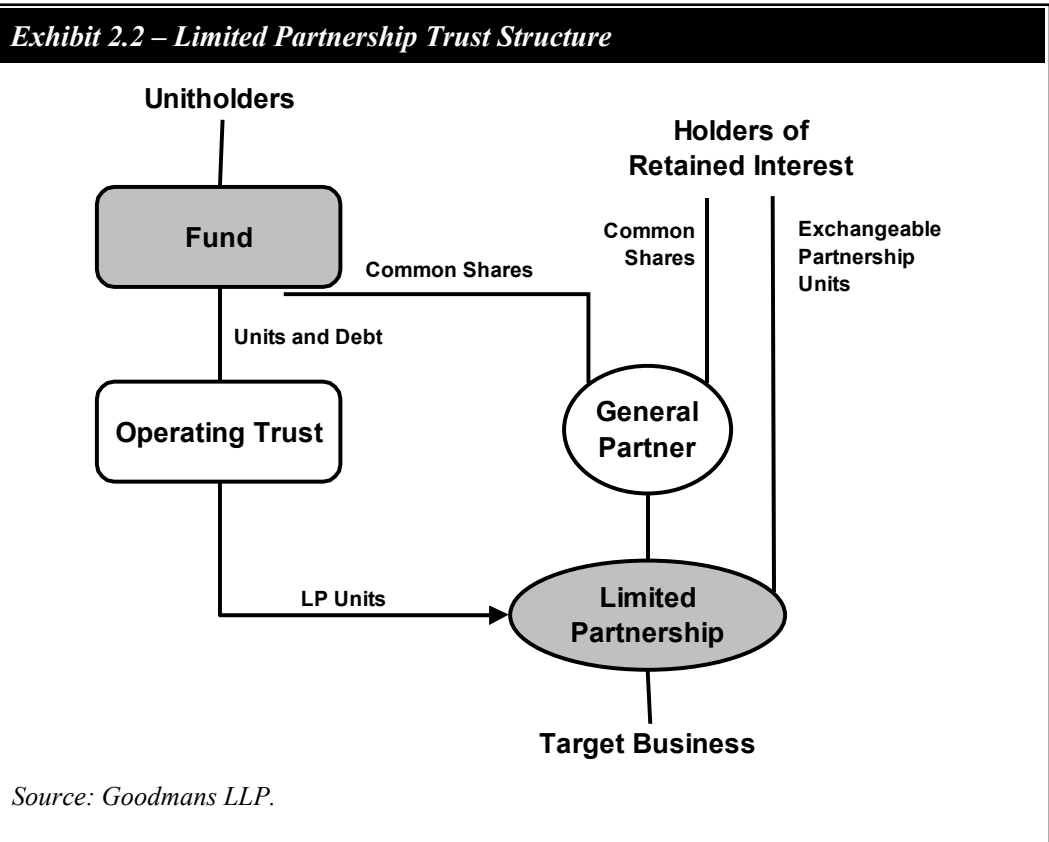 Exhibit 2.2 – Limited Partnership Trust Structure
Unitholders
Holders of
Retained Interest
Fund
Common
Shares
Exchangeable
Partnership
Units
Common Shares
Units and Debt
Operating Trust
General
Partner
LP Units
Limited
Partnership
Target Business
Source: Goodmans LLP.